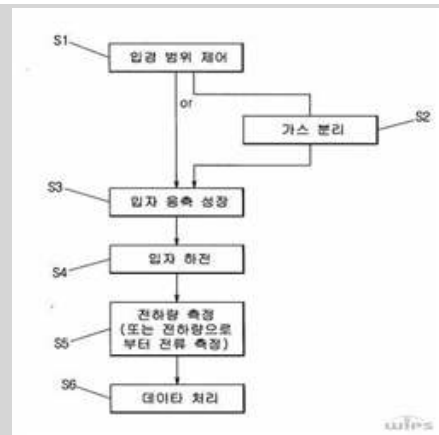 S1
입경 범위 제어
or
가스 분리
S2
S3
입자 응축 성장
입자 하전
S4
전하량 측정
(또는 전하량으로
부터 전류 측정)
S5
S6
데이타 처리
wips